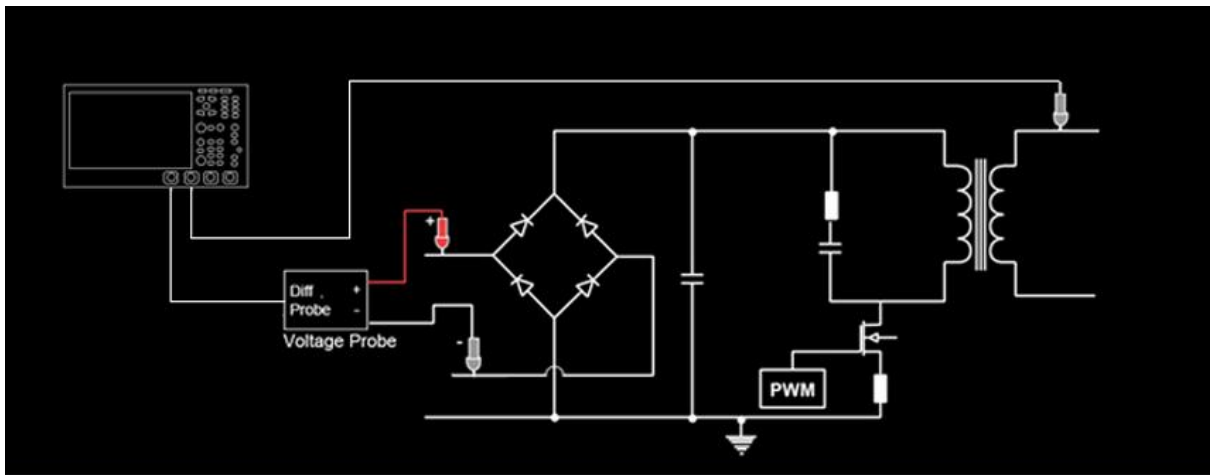 +
Diff . +
Probe -
Voltage Probe
-
PWM